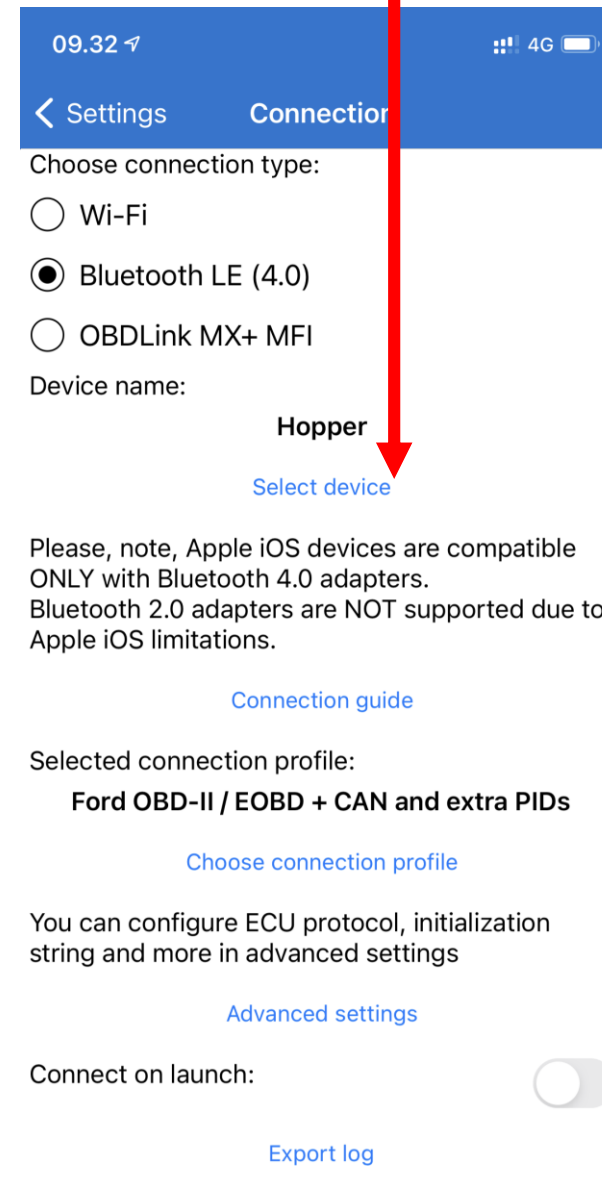 09.32 4G
Settings Connection
Choose connection type:
Wi-Fi
Bluetooth LE (4.0)
OBDLink MX+ MFI
Device name:
Hopper
Select device
Please, note, Apple iOS devices are compatible
ONLY with Bluetooth 4.0 adapters.
Bluetooth 2.0 adapters are NOT supported due to
Apple iOS limitations.
Connection guide
Selected connection profile:
Ford OBD-II / EOBD + CAN and extra PIDs
Choose connection profile
You can configure ECU protocol, initialization
string and more in advanced settings
Advanced settings
Connect on launch:
Export log